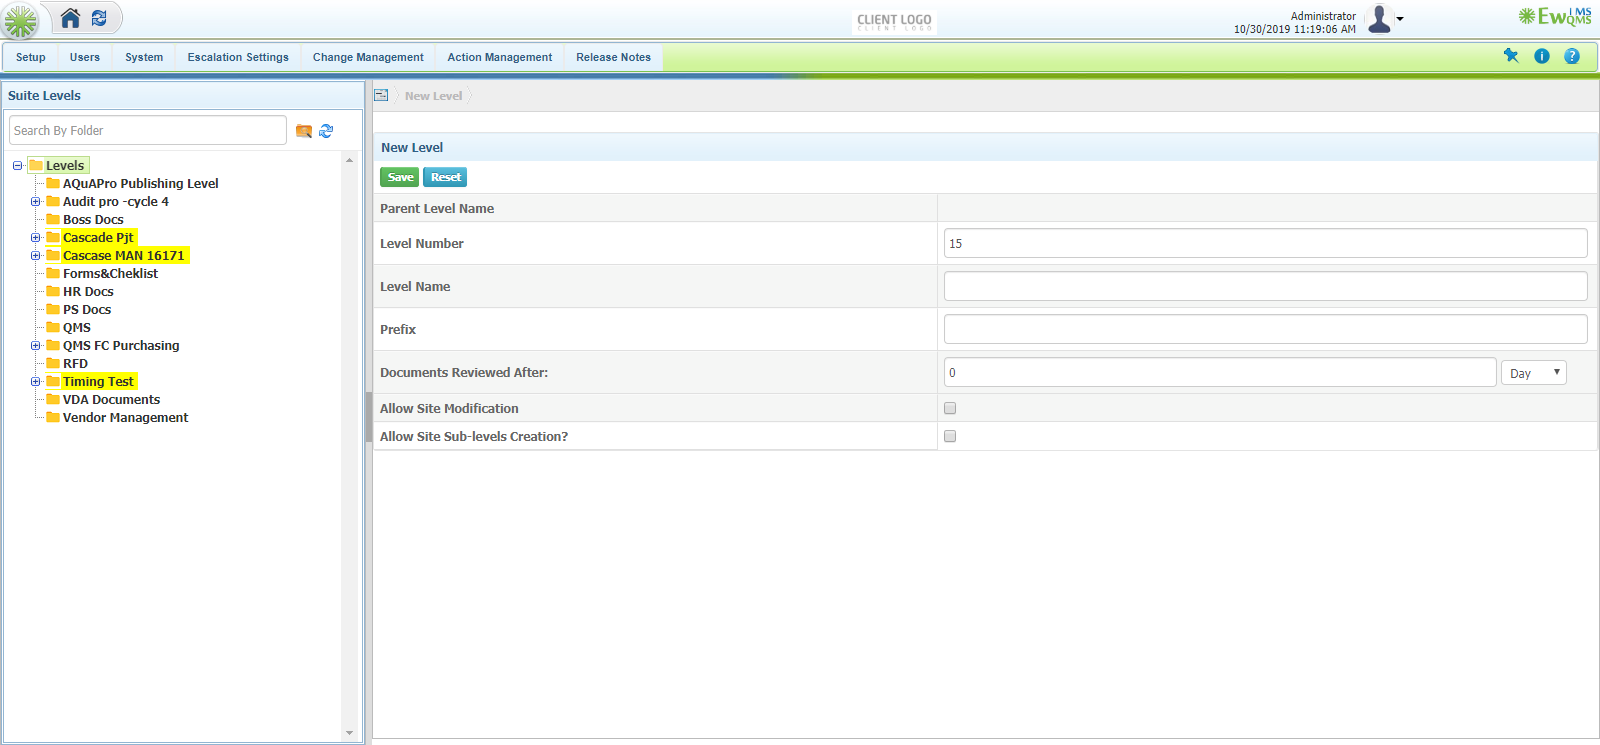 CLIENT LOGO
CLIENT LOGO
Administrator
10/30/2019 11:19:06 AM
EwQMS
IMS
Setup
Users
System
Escalation Settings
Change Management
Action Management
Release Notes
Suite Levels
Search By Folder
Levels
AQuAPro Publishing Level
Audit pro -cycle 4
Boss Docs
Cascade Pjt
Cascase MAN 16171
Forms&Cheklist
HR Docs
PS Docs
QMS
QMS FC Purchasing
RFD
Timing Test
VDA Documents
Vendor Management
New Level
New Level
Save
Reset
Parent Level Name
Level Number
15
Level Name
Prefix
Documents Reviewed After:
0
Day
Allow Site Modification
Allow Site Sub-levels Creation?